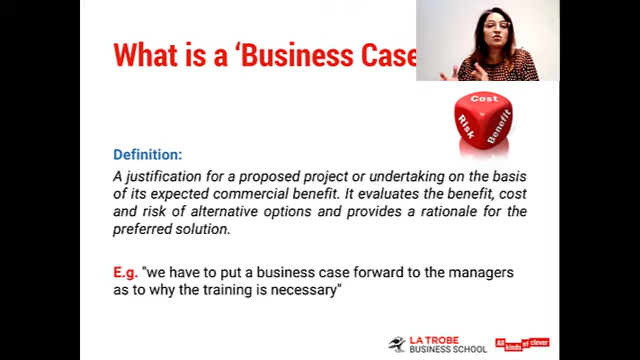 What is a 'Business Case
Cost
Risk
Benefit
Definition:
A justification for a proposed project or undertaking on the basis
of its expected commercial benefit. It evaluates the benefit, cost
and risk of alternative options and provides a rationale for the
preferred solution.
E.g. "we have to put a business case forward to the managers
as to why the training is necessary"
LA TROBE
BUSINESS SCHOOL
All kinds of clever